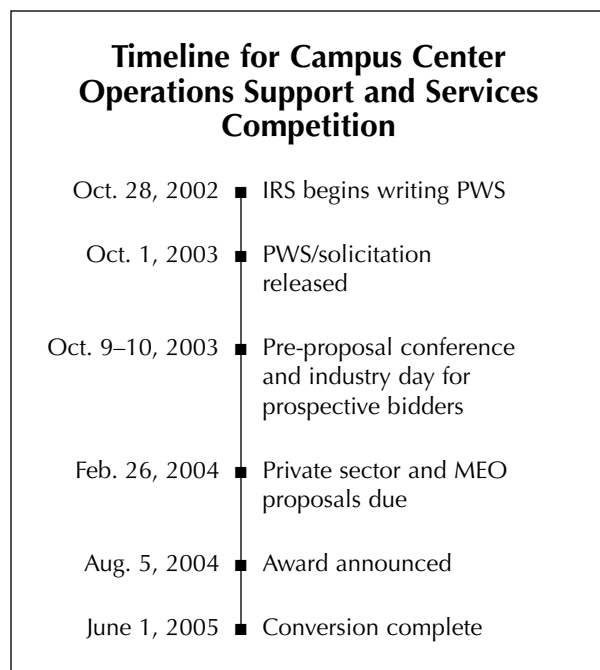 Timeline for Campus Center
Operations Support and Services
Competition
Oct. 28, 2002 IRS begins writing PWS
Oct. 1, 2003 PWS/solicitation
released
Oct. 9–10, 2003 Pre-proposal conference
and industry day for
prospective bidders
Feb. 26, 2004 Private sector and MEO
proposals due
Aug. 5, 2004 Award announced
June 1, 2005 Conversion complete